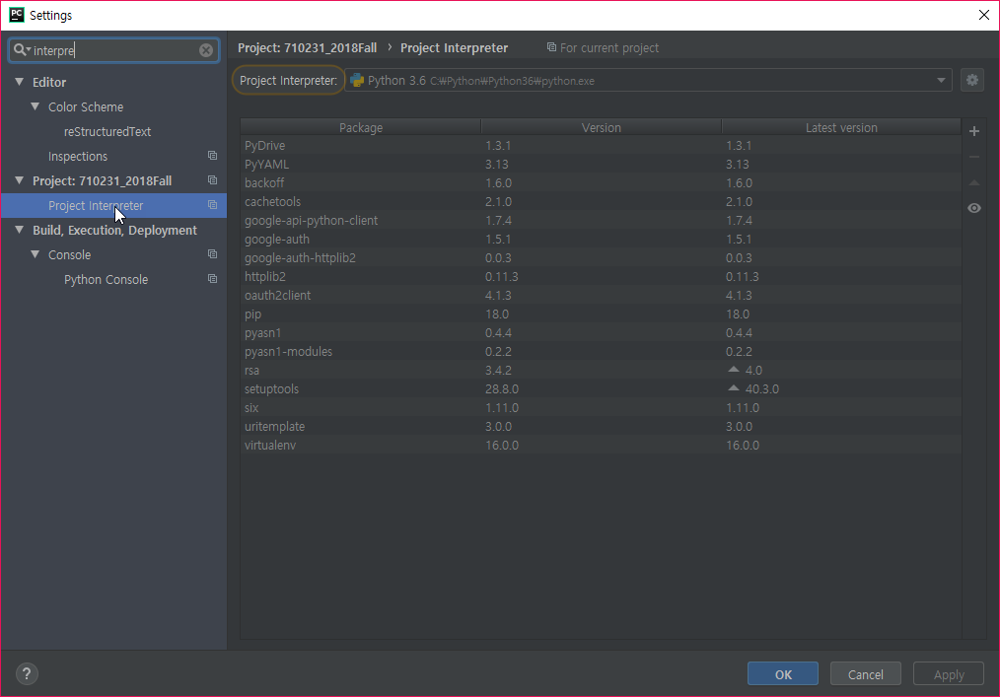 PC Settings
interpre
Editor
Color Scheme
reStructuredText
Inspections
Project: 710231_2018Fall
Project Interpreter
Build, Execution, Deployment
Console
Python Console
Project: 710231_2018Fall › Project Interpreter For current project
Project Interpreter: Python 3.6 C:₩Python₩Python36₩python.exe
Package Version Latest version
PyDrive 1.3.1 1.3.1
PyYAML 3.13 3.13
backoff 1.6.0 1.6.0
cachetools 2.1.0 2.1.0
google-api-python-client 1.7.4 1.7.4
google-auth 1.5.1 1.5.1
google-auth-httplib2 0.0.3 0.0.3
httplib2 0.11.3 0.11.3
oauth2client 4.1.3 4.1.3
pip 18.0 18.0
pyasn1 0.4.4 0.4.4
pyasn1-modules 0.2.2 0.2.2
rsa 3.4.2 4.0
setuptools 28.8.0 40.3.0
six 1.11.0 1.11.0
uritemplate 3.0.0 3.0.0
virtualenv 16.0.0 16.0.0
? OK Cancel Apply